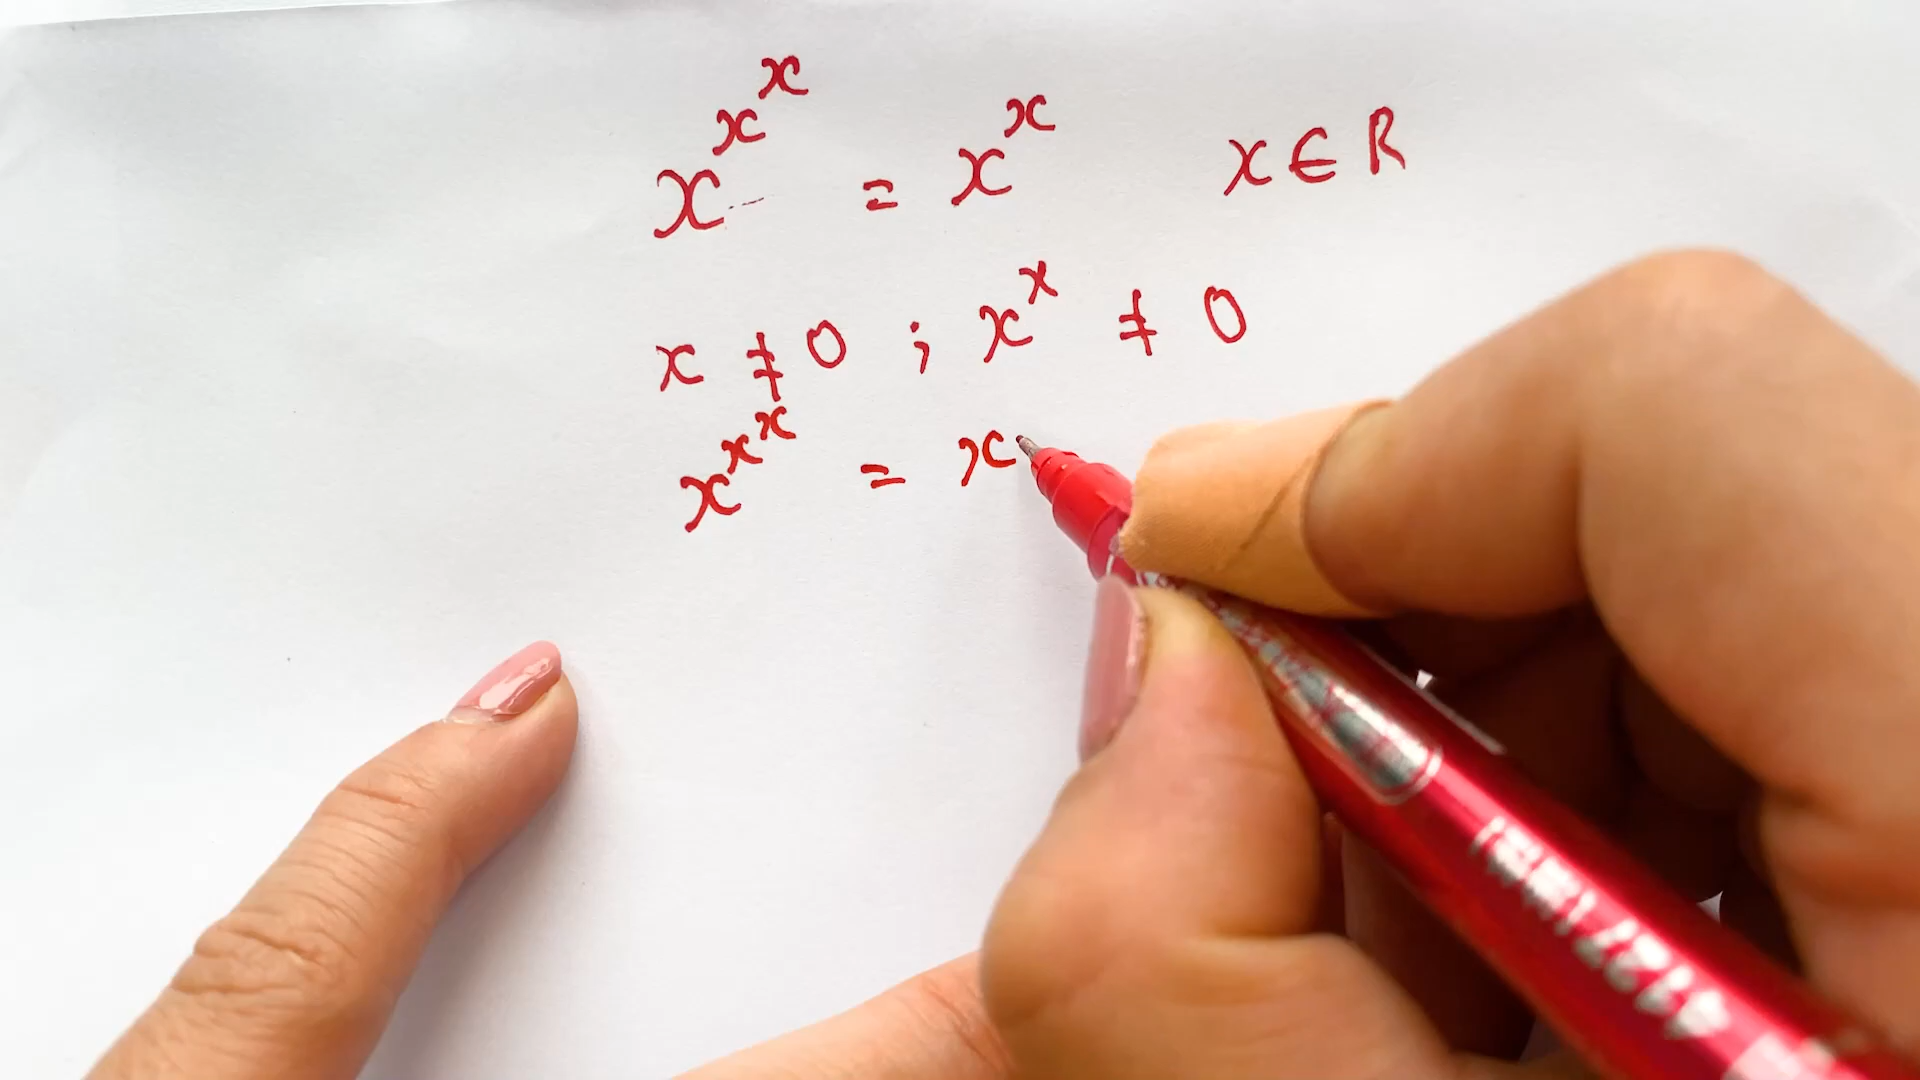 x^{x^x} = x^x x ∈ R
x ≠ 0 ; x^x ≠ 0
x^{x^x} = x